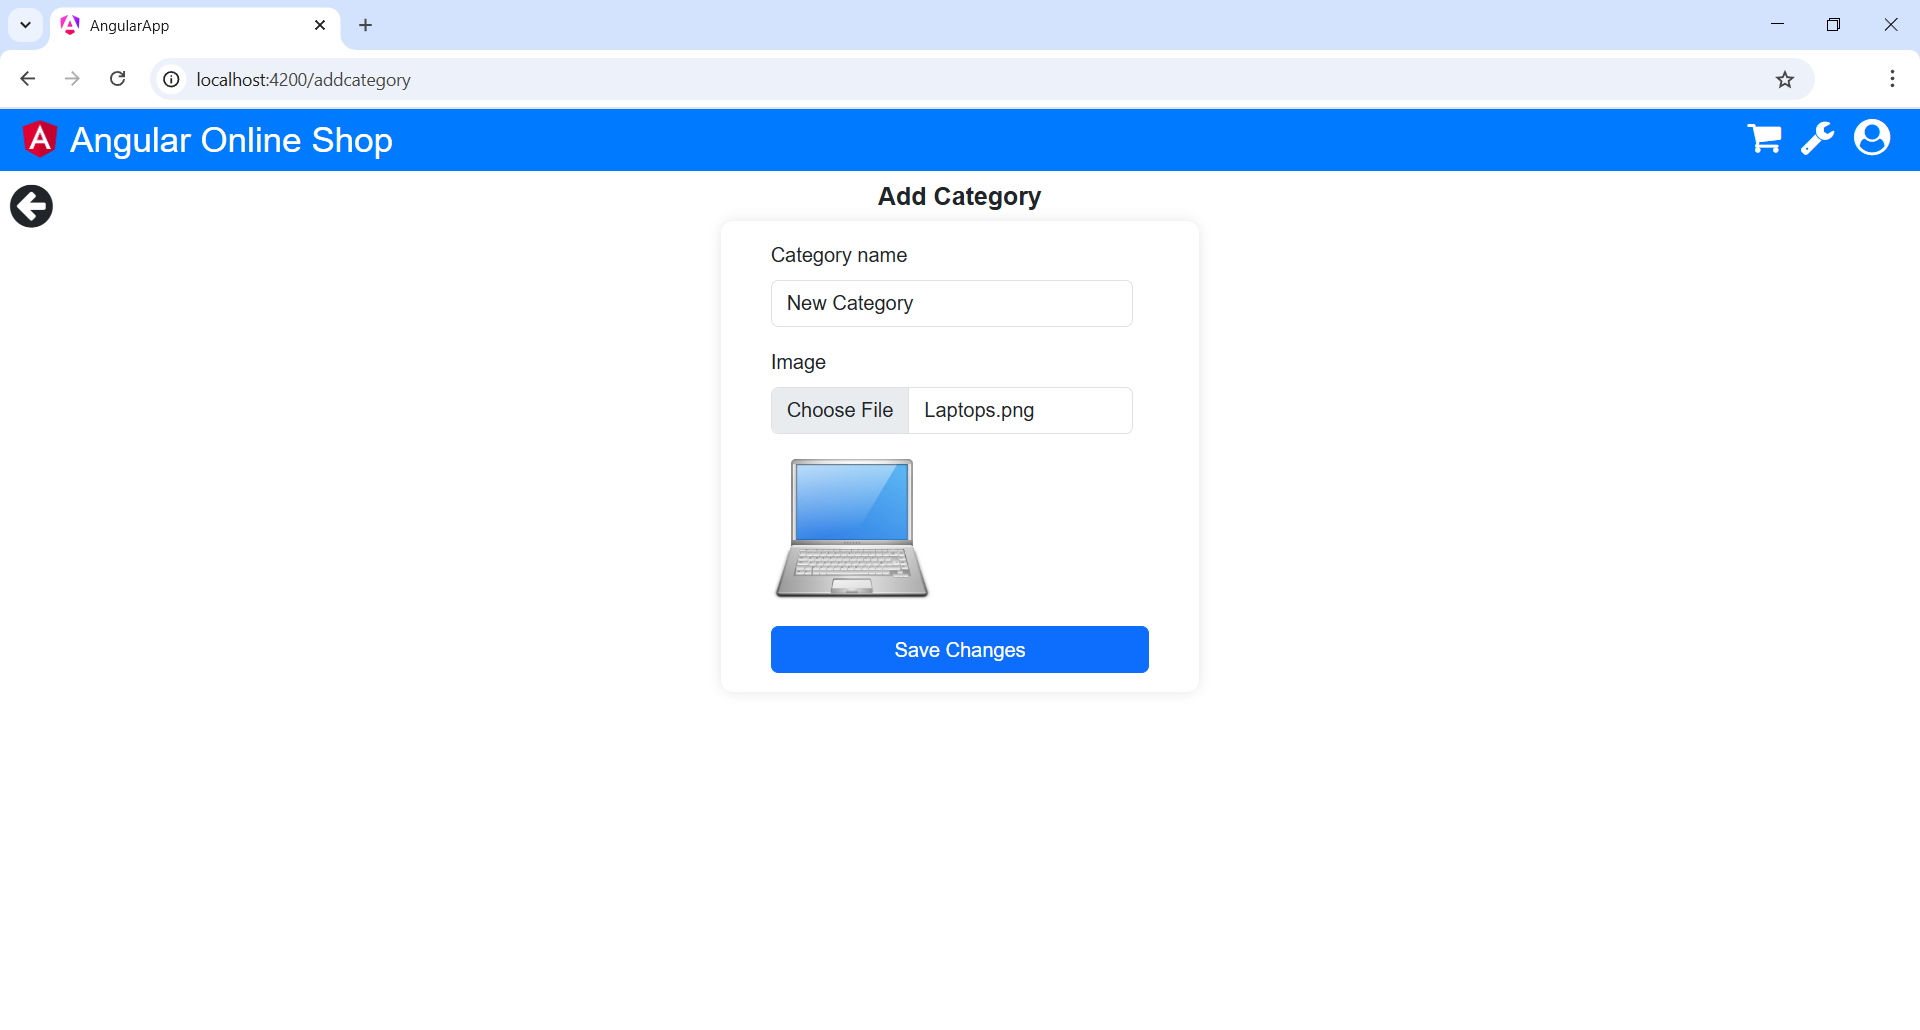 AngularApp
localhost:4200/addcategory
A Angular Online Shop
Add Category
Category name
New Category
Image
Choose File Laptops.png
Save Changes